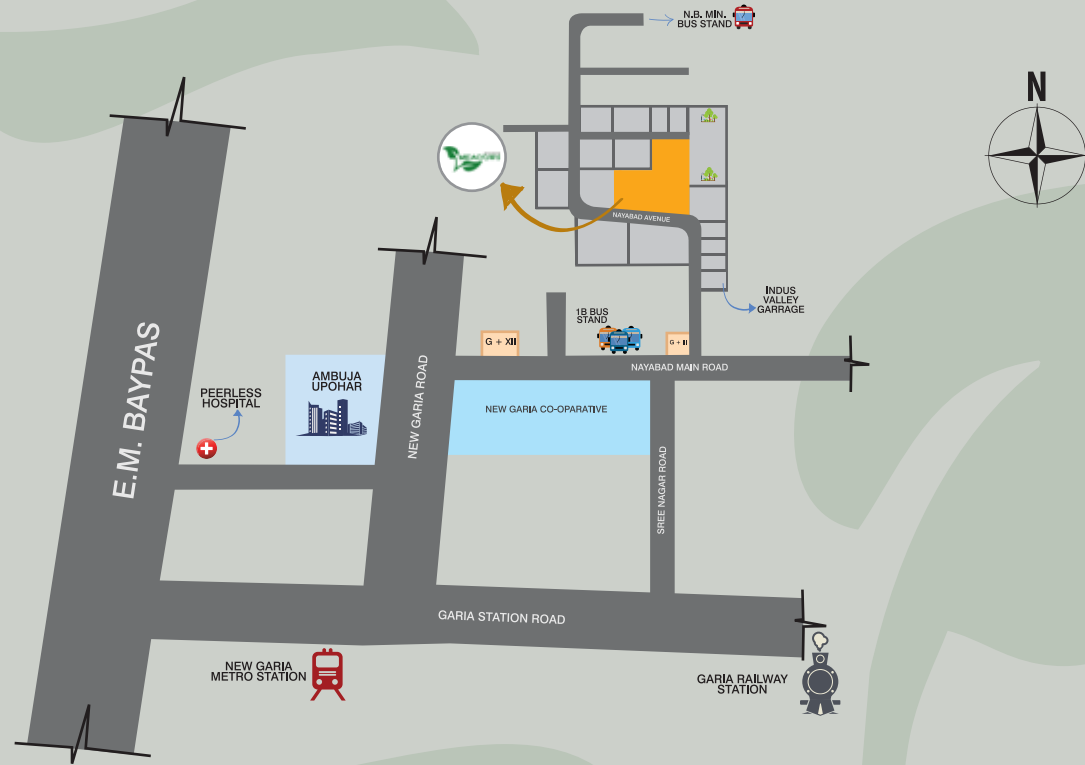 N.B. MIN.
BUS STAND
N
MEADOWS
NAYABAD AVENUE
INDUS
VALLEY
GARRAGE
1B BUS
STAND
G + XII
G + II
NAYABAD MAIN ROAD
E.M. BAYPAS
PEERLESS
HOSPITAL
AMBUJA
UPOHAR
NEW GARIA ROAD
NEW GARIA CO-OPARATIVE
SREE NAGAR ROAD
GARIA STATION ROAD
NEW GARIA
METRO STATION
GARIA RAILWAY
STATION